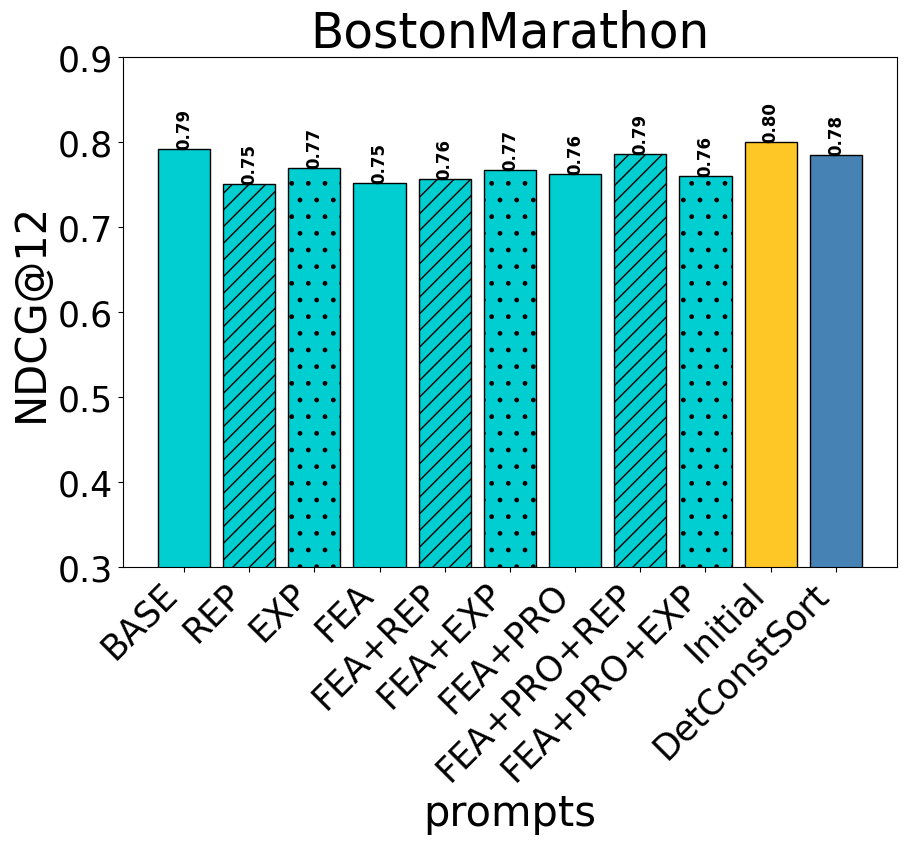 BostonMarathon
NDCG@12
0.9
0.8
0.7
0.6
0.5
0.4
0.3
0.79
0.75
0.77
0.75
0.76
0.77
0.76
0.79
0.76
0.80
0.78
BASE
REP
EXP
FEA
FEA+REP
FEA+EXP
FEA+PRO
FEA+PRO+REP
FEA+PRO+EXP
Initial
DetConstSort
prompts